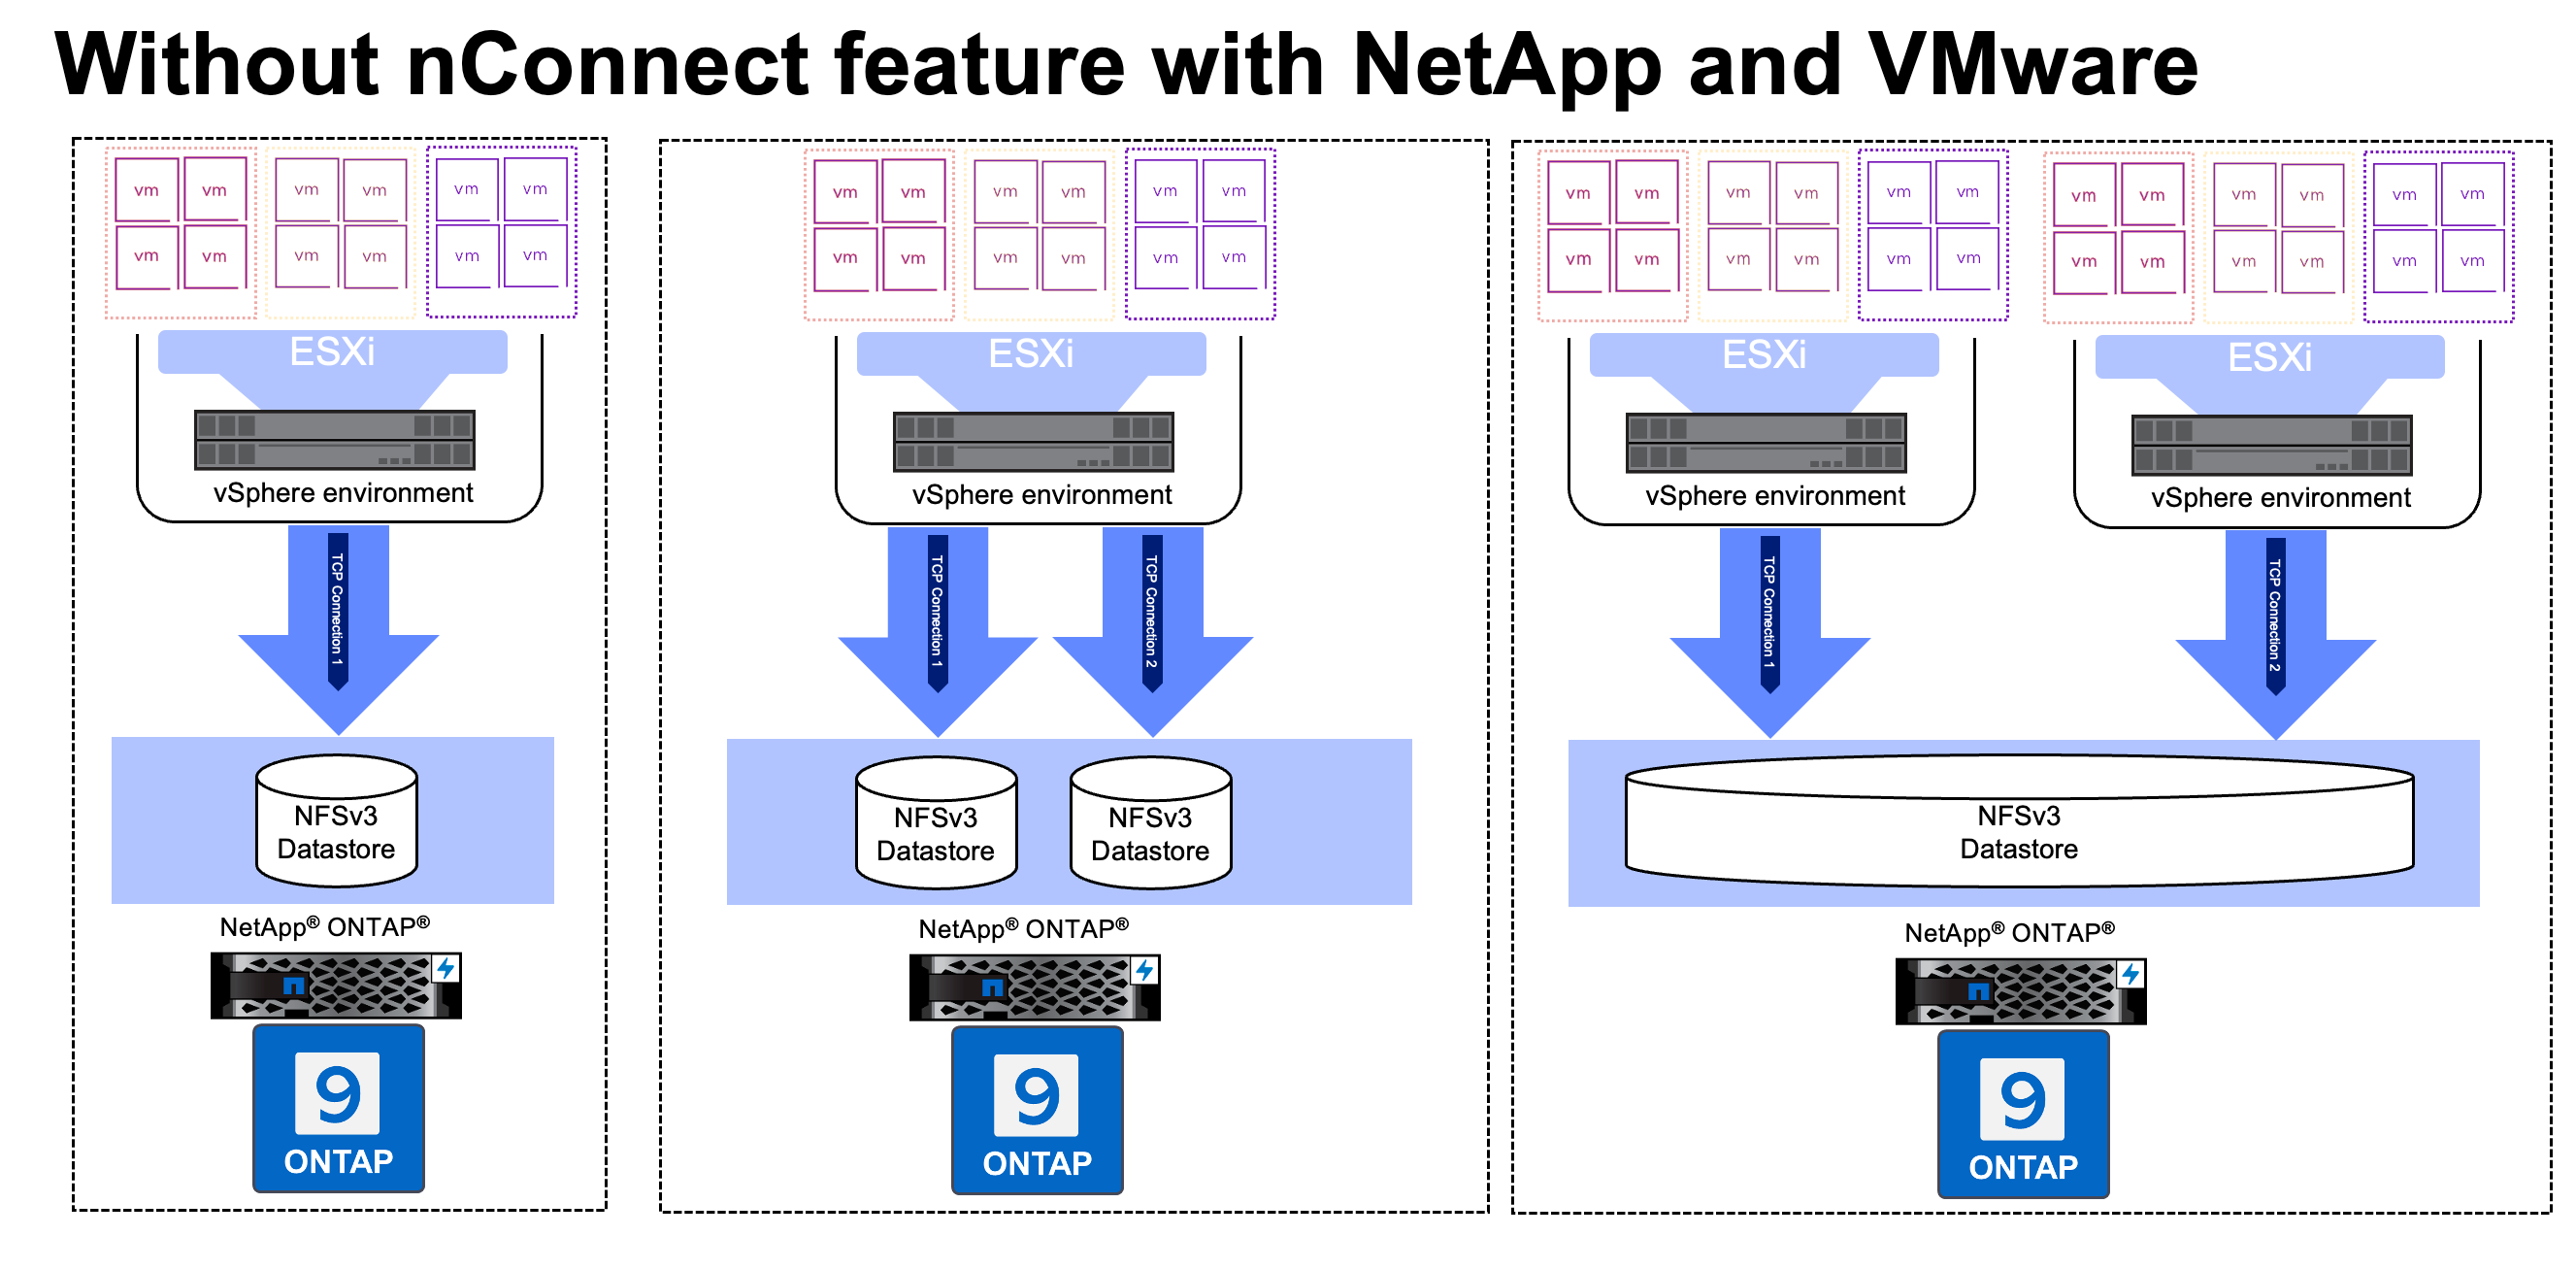 Without nConnect feature with NetApp and VMware
vm vm vm vm vm vm
vm vm vm vm vm vm
ESXi
vSphere environment
TCP Connection 1
NFSv3
Datastore
NetApp® ONTAP®
9
ONTAP
vm vm vm vm vm vm
vm vm vm vm vm vm
ESXi
vSphere environment
TCP Connection 1
TCP Connection 2
NFSv3
Datastore
NFSv3
Datastore
NetApp® ONTAP®
9
ONTAP
vm vm vm vm vm vm
vm vm vm vm vm vm
ESXi
vSphere environment
TCP Connection 1
vm vm vm vm vm vm
vm vm vm vm vm vm
ESXi
vSphere environment
TCP Connection 2
NFSv3
Datastore
NetApp® ONTAP®
9
ONTAP